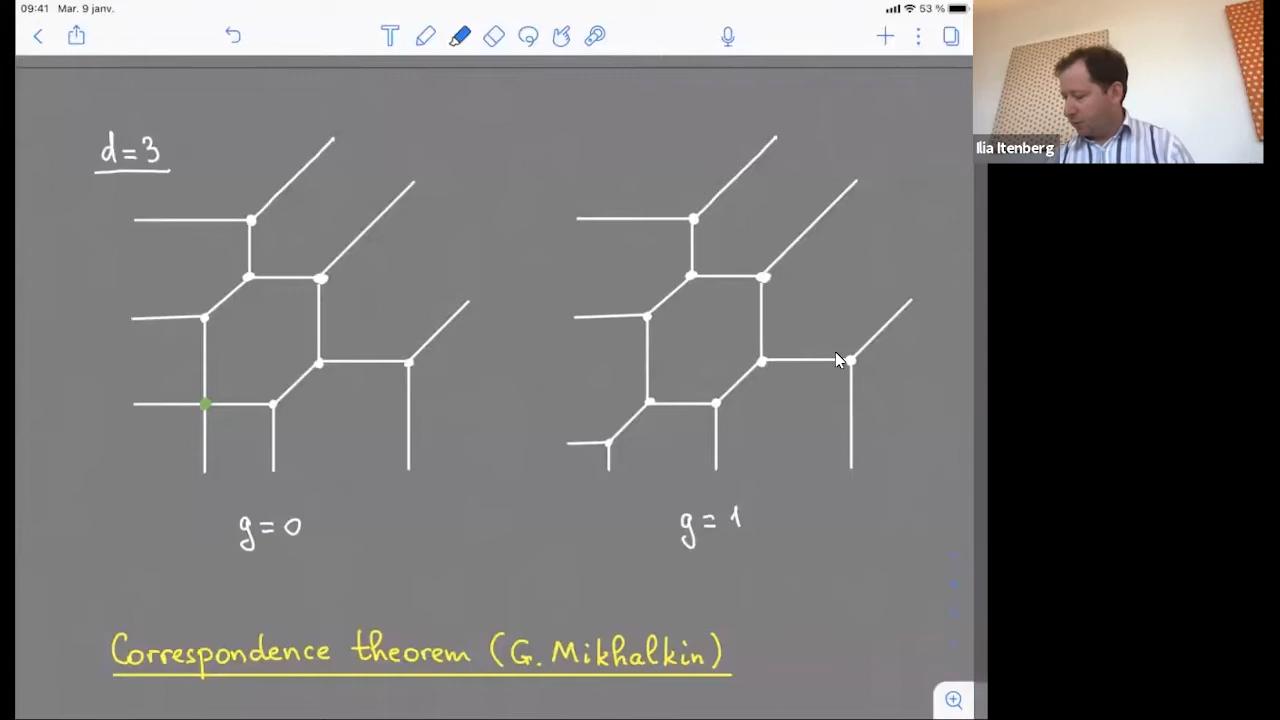 09:41 Mar. 9 janv. 53 %
T
Ilia Itenberg
d=3
g=0
g=1
Correspondence theorem (G. Mikhalkin)